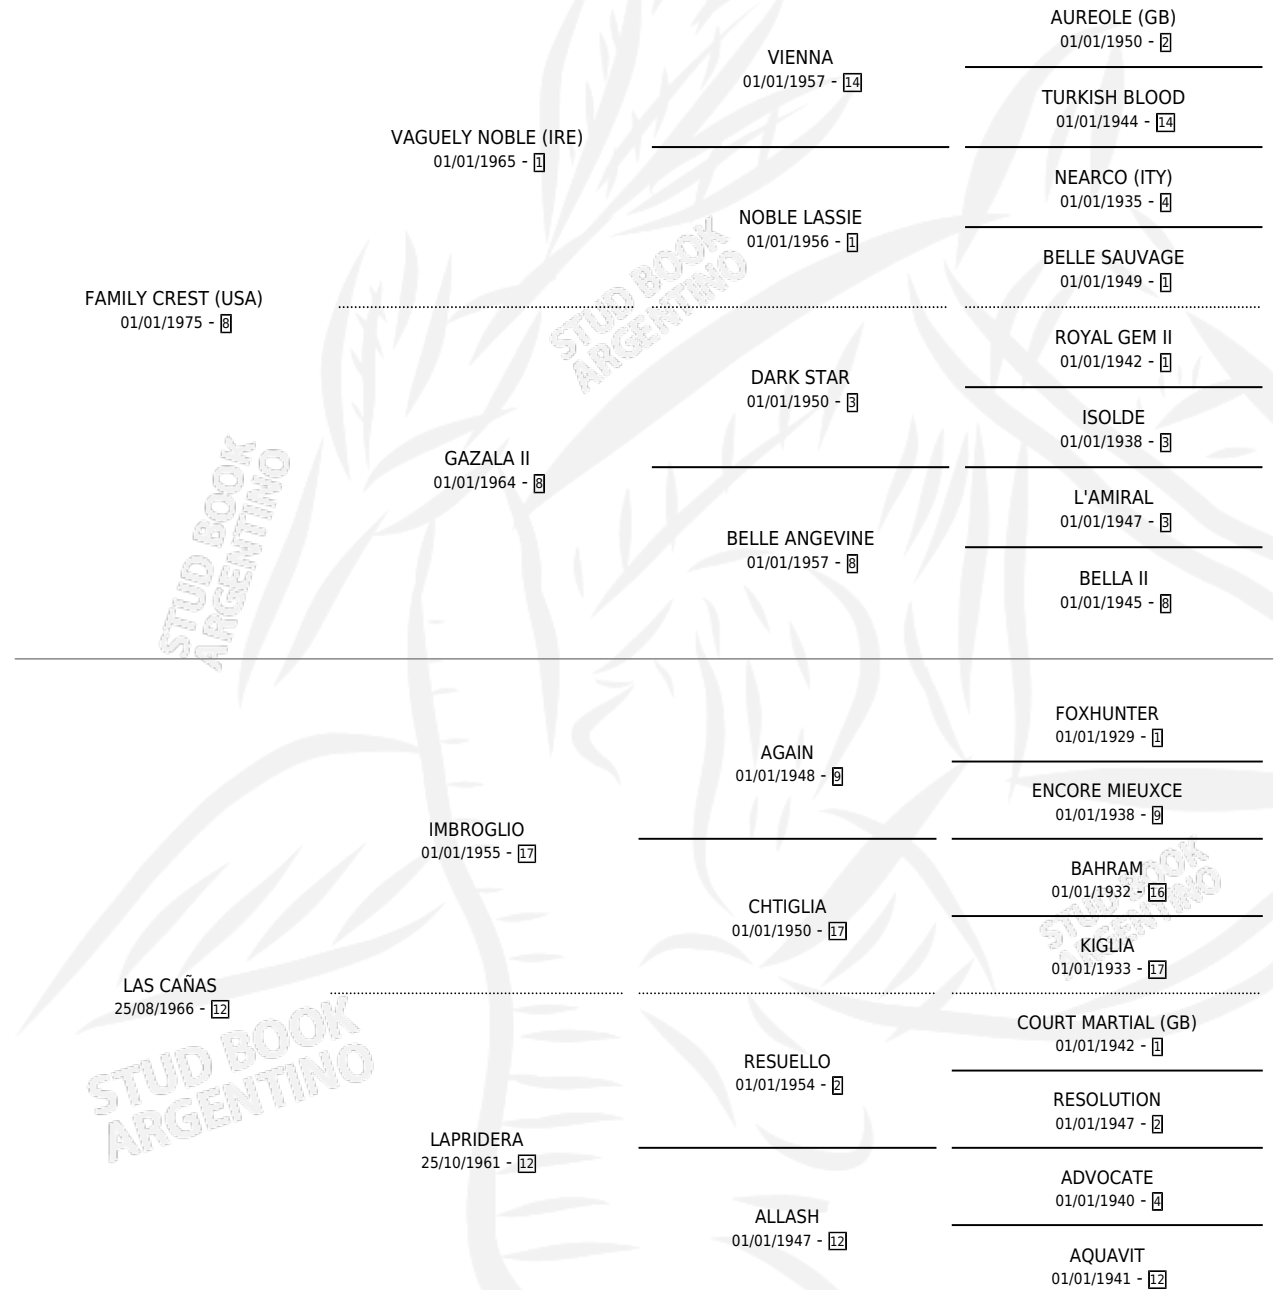 AUREOLE (GB)
01/01/1950 - 2
VIENNA
01/01/1957 - 14
TURKISH BLOOD
01/01/1944 - 14
VAGUELY NOBLE (IRE)
01/01/1965 - 1
NEARCO (ITY)
01/01/1935 - 4
NOBLE LASSIE
01/01/1956 - 1
BELLE SAUVAGE
01/01/1949 - 1
FAMILY CREST (USA)
01/01/1975 - 8
ROYAL GEM II
01/01/1942 - 1
DARK STAR
01/01/1950 - 3
ISOLDE
01/01/1938 - 3
GAZALA II
01/01/1964 - 8
L'AMIRAL
01/01/1947 - 3
BELLE ANGEVINE
01/01/1957 - 8
BELLA II
01/01/1945 - 8
FOXHUNTER
01/01/1929 - 1
AGAIN
01/01/1948 - 9
ENCORE MIEUXCE
01/01/1938 - 9
IMBROGLIO
01/01/1955 - 17
BAHRAM
01/01/1932 - 16
CHTIGLIA
01/01/1950 - 17
KIGLIA
01/01/1933 - 17
LAS CAÑAS
25/08/1966 - 12
COURT MARTIAL (GB)
01/01/1942 - 1
RESUELLO
01/01/1954 - 2
RESOLUTION
01/01/1947 - 2
LAPRIDERA
25/10/1961 - 12
ADVOCATE
01/01/1940 - 4
ALLASH
01/01/1947 - 12
AQUAVIT
01/01/1941 - 12
STUD BOOK
ARGENTINO
STUD BOOK
ARGENTINO
STUD BOOK
ARGENTINO
STUD BOOK
ARGENTINO